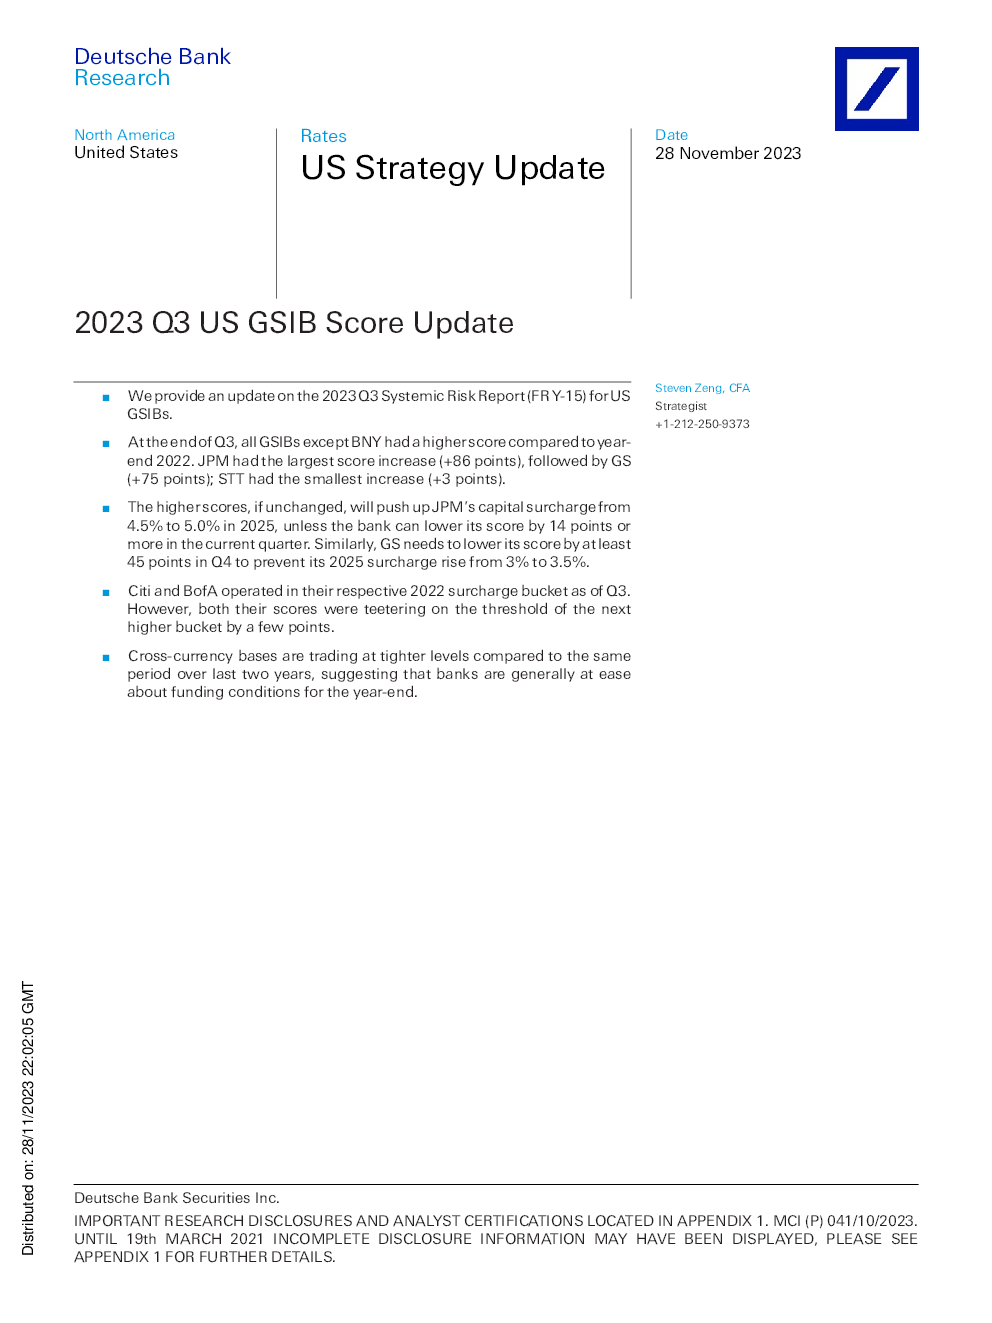 Deutsche Bank
Research
North America
United States
Rates
US Strategy Update
Date
28 November 2023
2023 Q3 US GSIB Score Update
Steven Zeng, CFA
Strategist
+1-212-250-9373
■ We provide an update on the 2023 Q3 Systemic Risk Report (FR Y-15) for US
GSIBs.
■ At the end of Q3, all GSIBs except BNY had a higher score compared to year-
end 2022. JPM had the largest score increase (+86 points), followed by GS
(+75 points); STT had the smallest increase (+3 points).
■ The higher scores, if unchanged, will push up JPM's capital surcharge from
4.5% to 5.0% in 2025, unless the bank can lower its score by 14 points or
more in the current quarter. Similarly, GS needs to lower its score by at least
45 points in Q4 to prevent its 2025 surcharge rise from 3% to 3.5%.
■ Citi and BofA operated in their respective 2022 surcharge bucket as of Q3.
However, both their scores were teetering on the threshold of the next
higher bucket by a few points.
■ Cross-currency bases are trading at tighter levels compared to the same
period over last two years, suggesting that banks are generally at ease
about funding conditions for the year-end.
Distributed on: 28/11/2023 22:02:05 GMT
Deutsche Bank Securities Inc.
IMPORTANT RESEARCH DISCLOSURES AND ANALYST CERTIFICATIONS LOCATED IN APPENDIX 1. MCI (P) 041/10/2023.
UNTIL 19th MARCH 2021 INCOMPLETE DISCLOSURE INFORMATION MAY HAVE BEEN DISPLAYED, PLEASE SEE
APPENDIX 1 FOR FURTHER DETAILS.